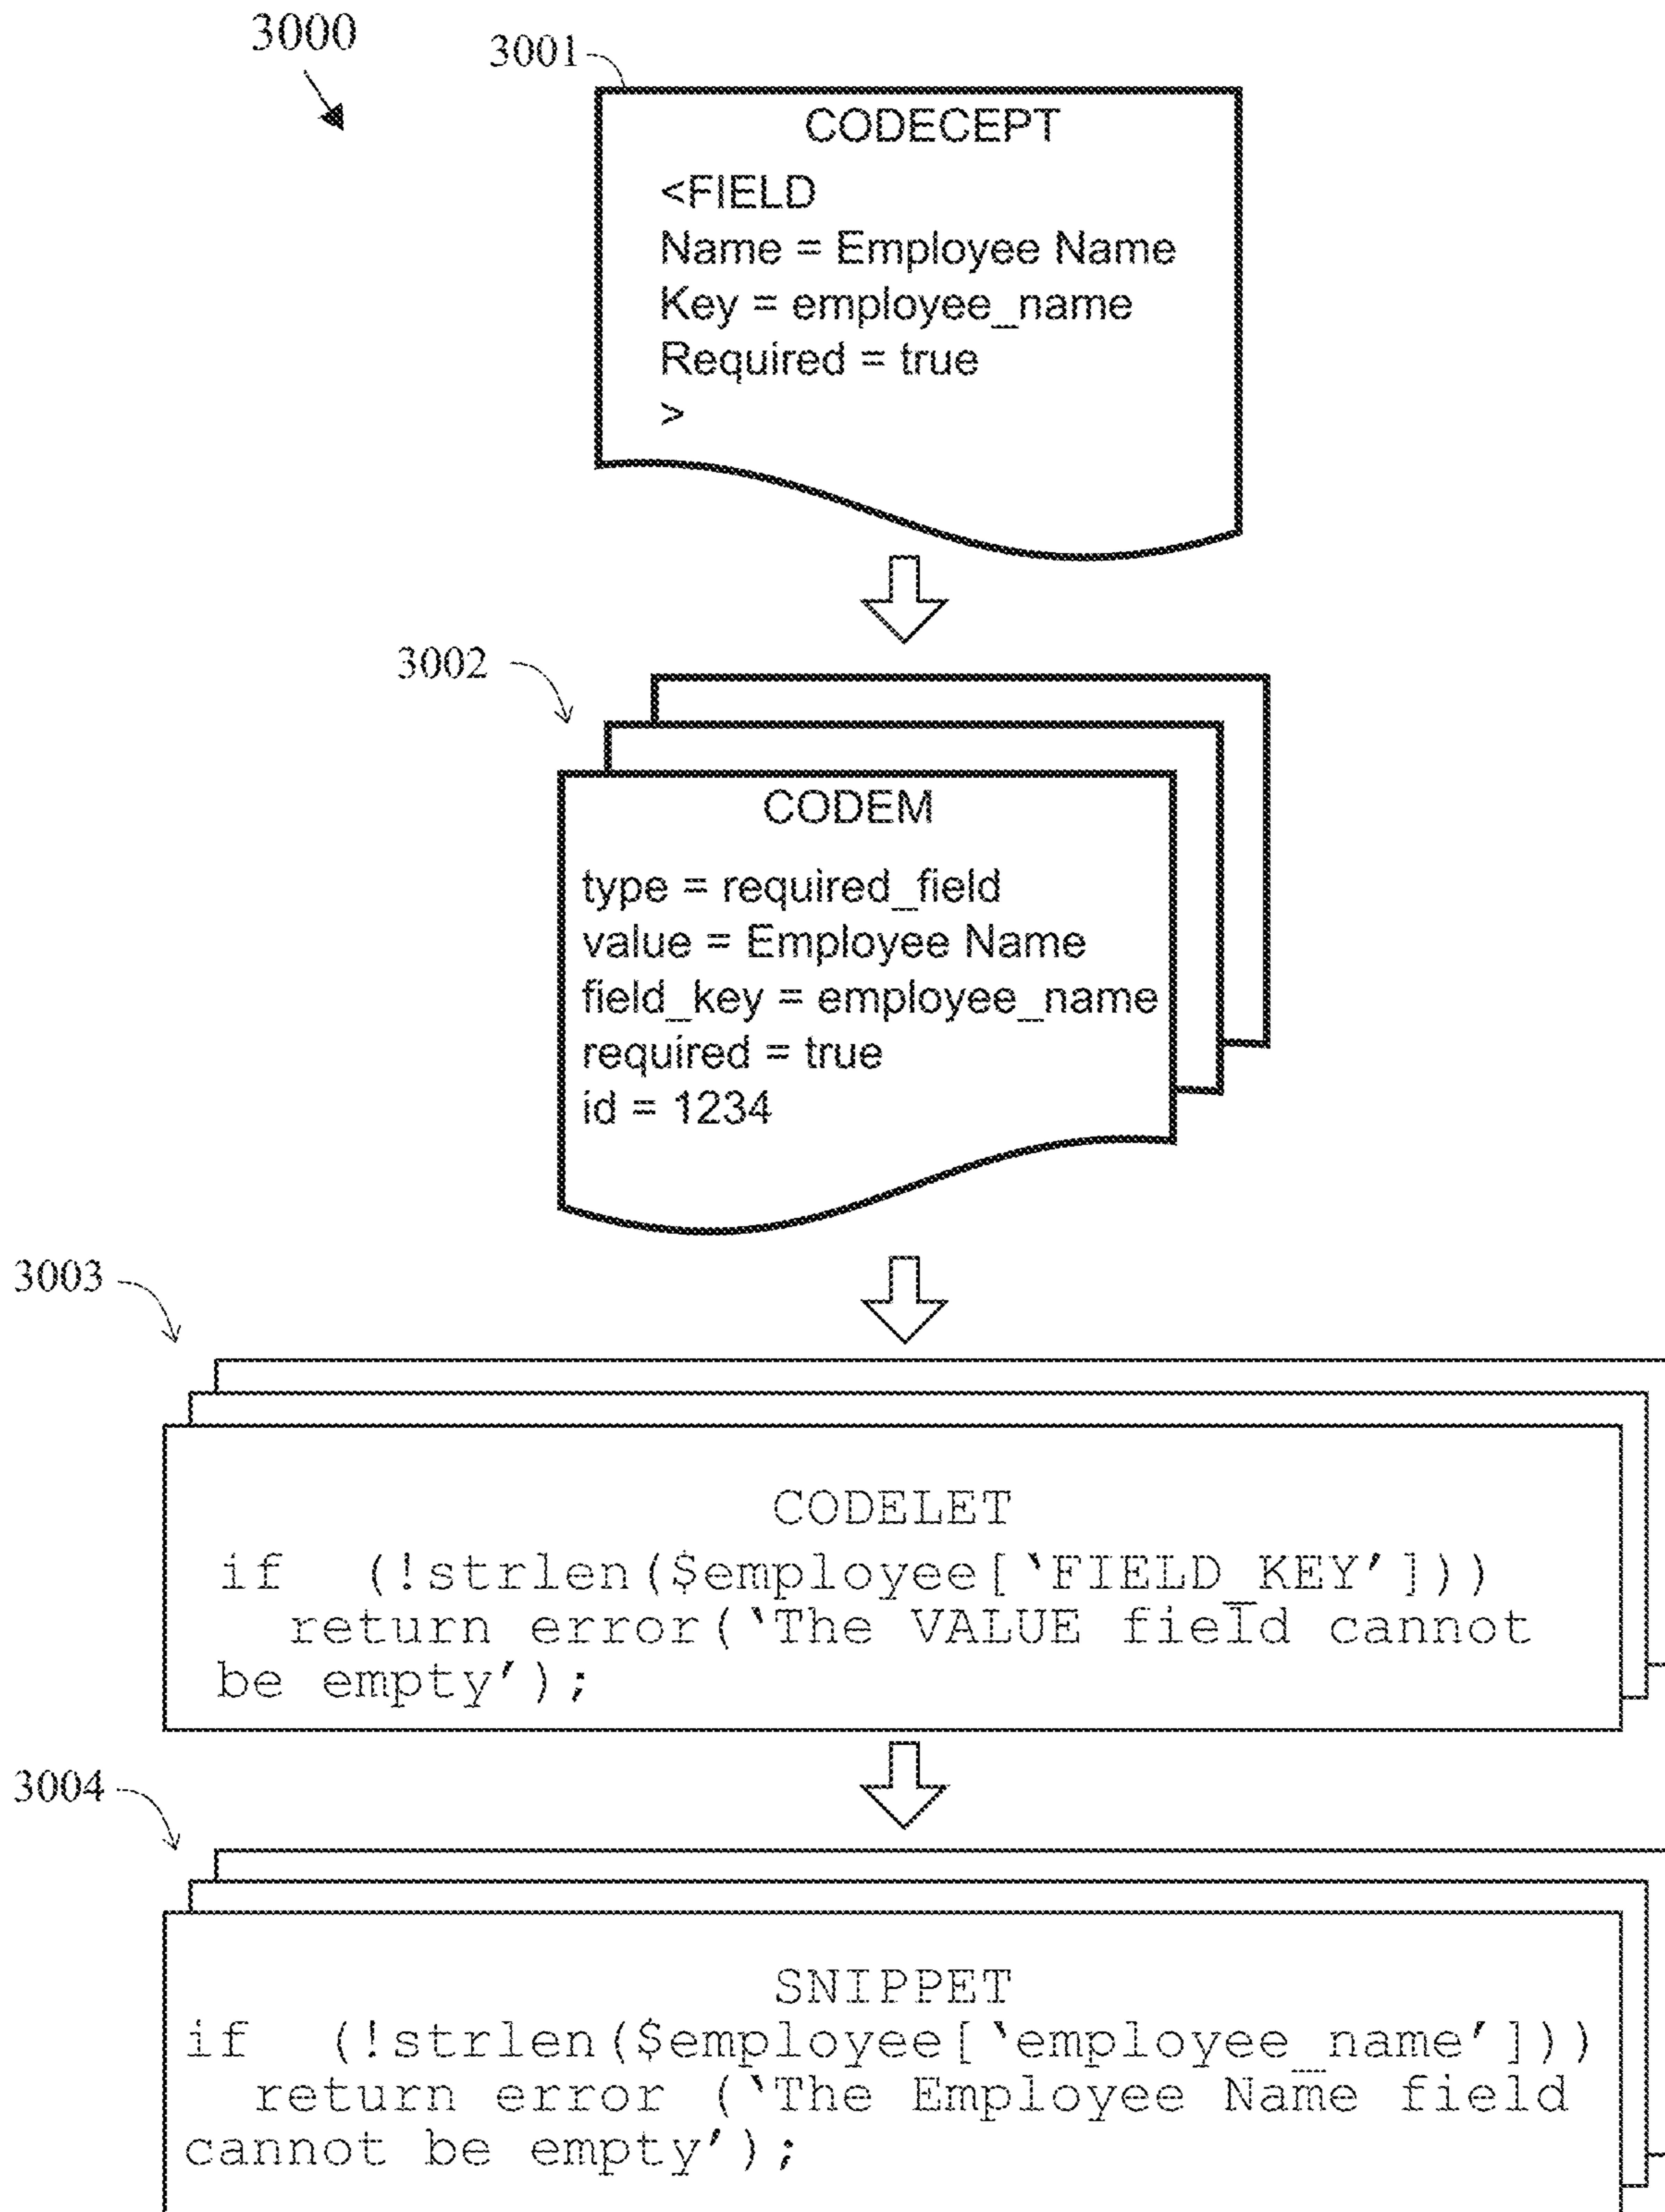 3000
3001
CODECEPT
<FIELD
Name = Employee Name
Key = employee_name
Required = true
>
3002
CODEM
type = required_field
value = Employee Name
field_key = employee_name
required = true
id = 1234
3003
CODELET
if (!strlen($employee[‘FIELD_KEY’]))
return error(‘The VALUE field cannot
be empty’);
3004
SNIPPET
if (!strlen($employee[‘employee_name’]))
return error (‘The Employee Name field
cannot be empty’);